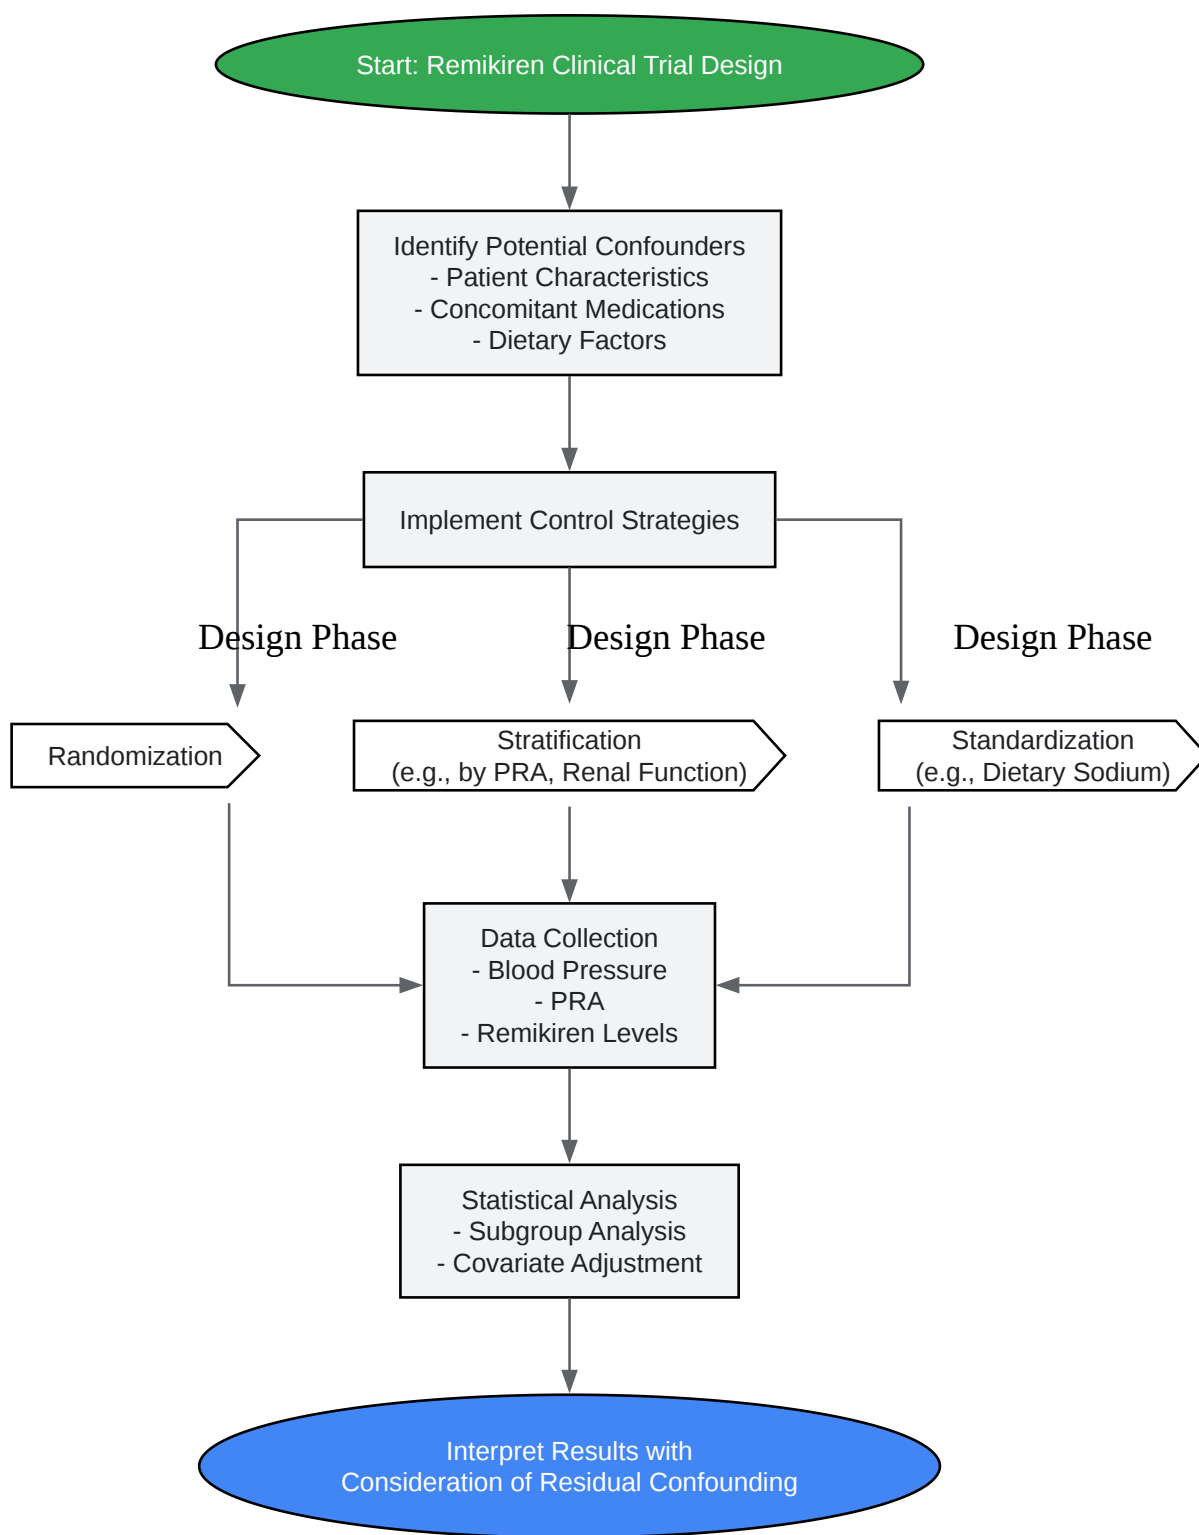 Start: Remikiren Clinical Trial Design
Identify Potential Confounders
- Patient Characteristics
- Concomitant Medications
- Dietary Factors
Implement Control Strategies
Design Phase
Design Phase
Design Phase
Randomization
Stratification
(e.g., by PRA, Renal Function)
Standardization
(e.g., Dietary Sodium)
Data Collection
- Blood Pressure
- PRA
- Remikiren Levels
Statistical Analysis
- Subgroup Analysis
- Covariate Adjustment
Interpret Results with
Consideration of Residual Confounding